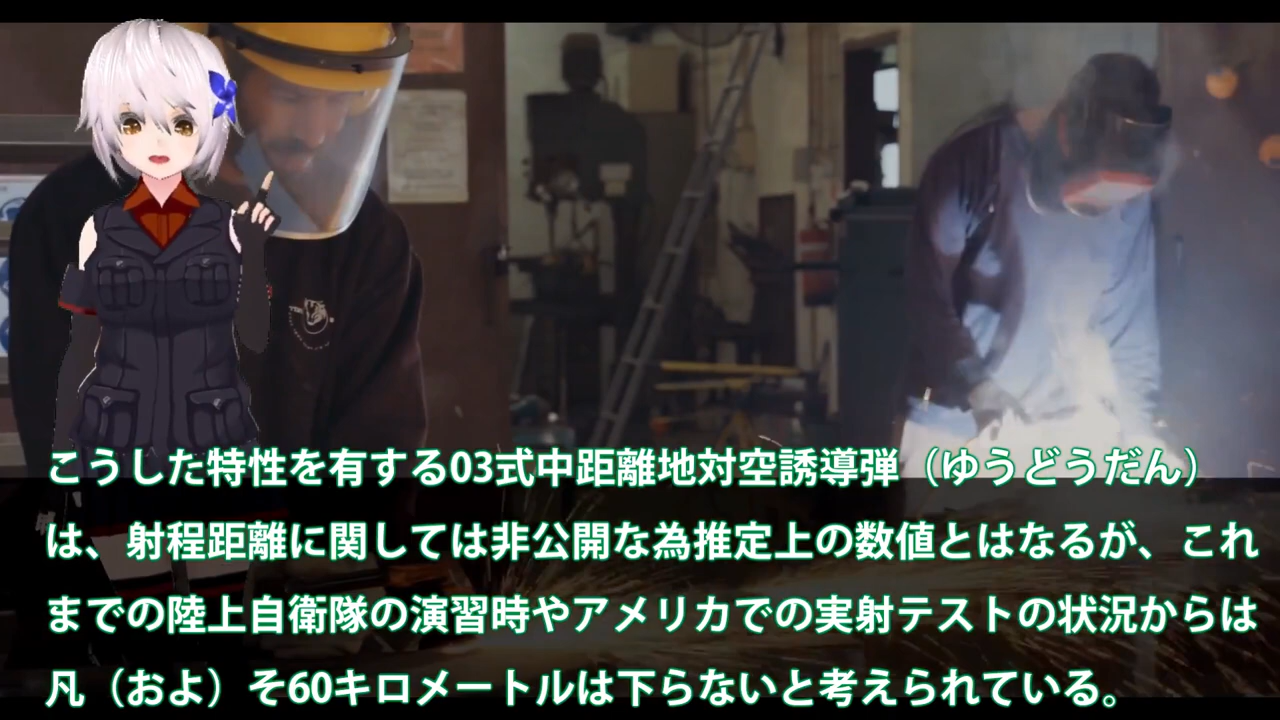 こうした特性を有する03式中距離地対空誘導弾（ゆうどうだん）
は、射程距離に関しては非公開な為推定上の数値とはなるが、これ
までの陸上自衛隊の演習時やアメリカでの実射テストの状況からは
凡（およ）そ60キロメートルは下らないと考えられている。